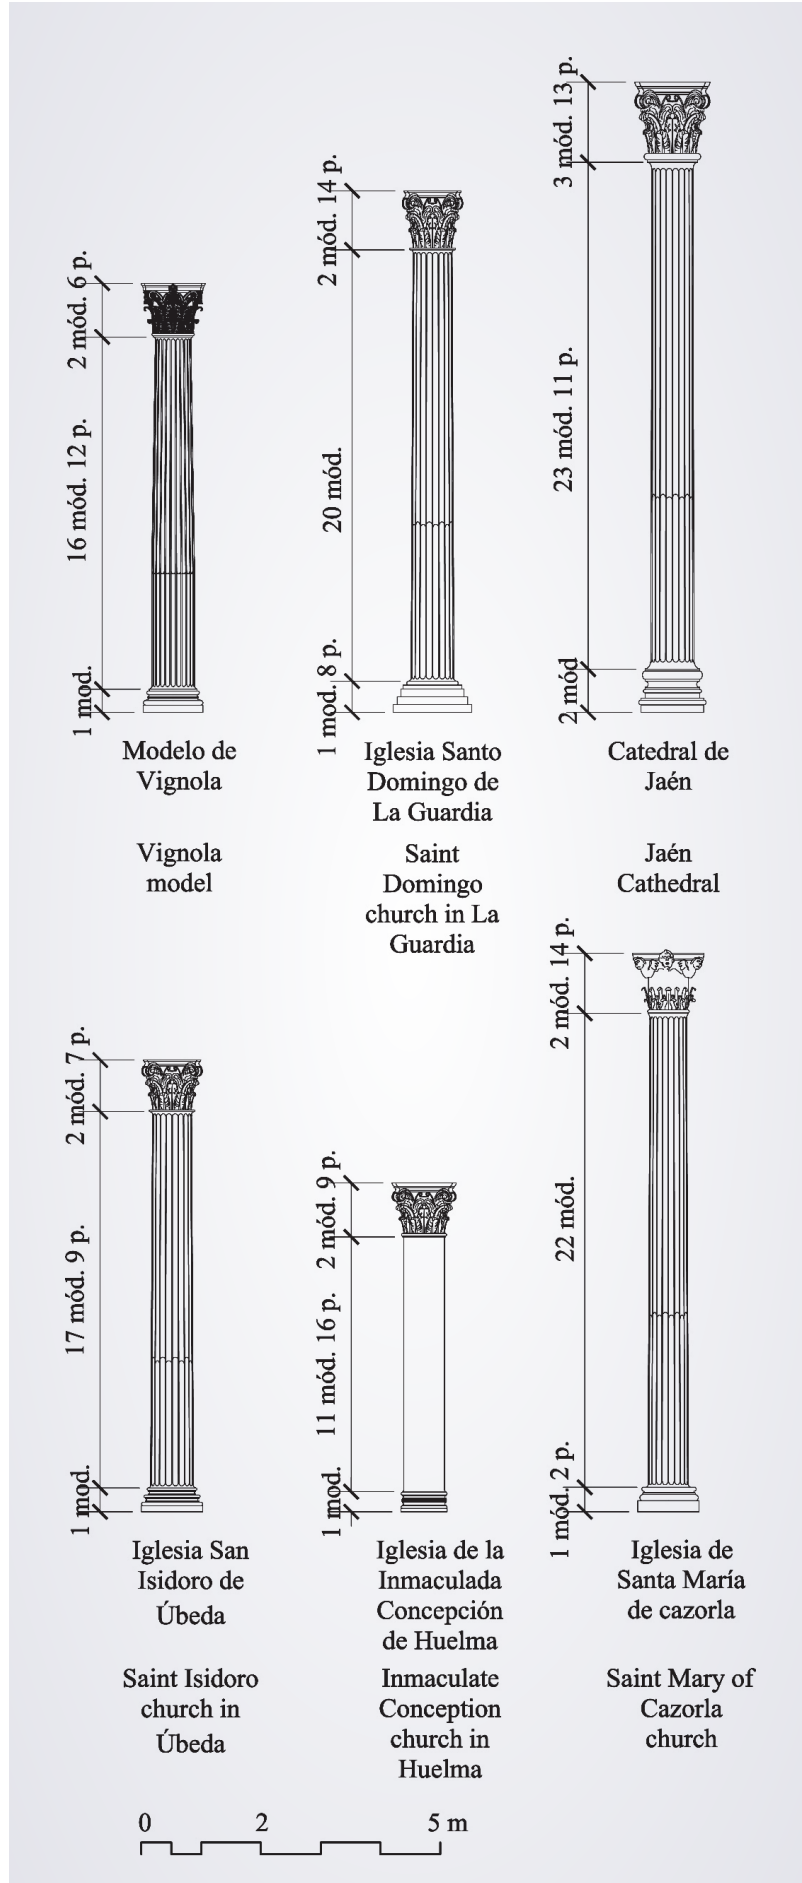 2 mód. 6 p.
16 mód. 12 p.
1 mod.
Modelo de
Vignola
Vignola
model
2 mód. 14 p.
20 mód.
1 mod. 8 p.
Iglesia Santo
Domingo de
La Guardia
Saint
Domingo
church in La
Guardia
3 mód. 13 p.
23 mód. 11 p.
2 mód
Catedral de
Jaén
Jaén
Cathedral
2 mód. 7 p.
17 mód. 9 p.
1 mod.
Iglesia San
Isidoro de
Úbeda
Saint Isidoro
church in
Úbeda
2 mód. 9 p.
11 mód. 16 p.
1 mod.
Iglesia de la
Inmaculada
Concepción
de Huelma
Inmaculate
Conception
church in
Huelma
2 mód. 14 p.
22 mód.
1 mód. 2 p.
Iglesia de
Santa María
de cazorla
Saint Mary of
Cazorla
church
0 2 5 m